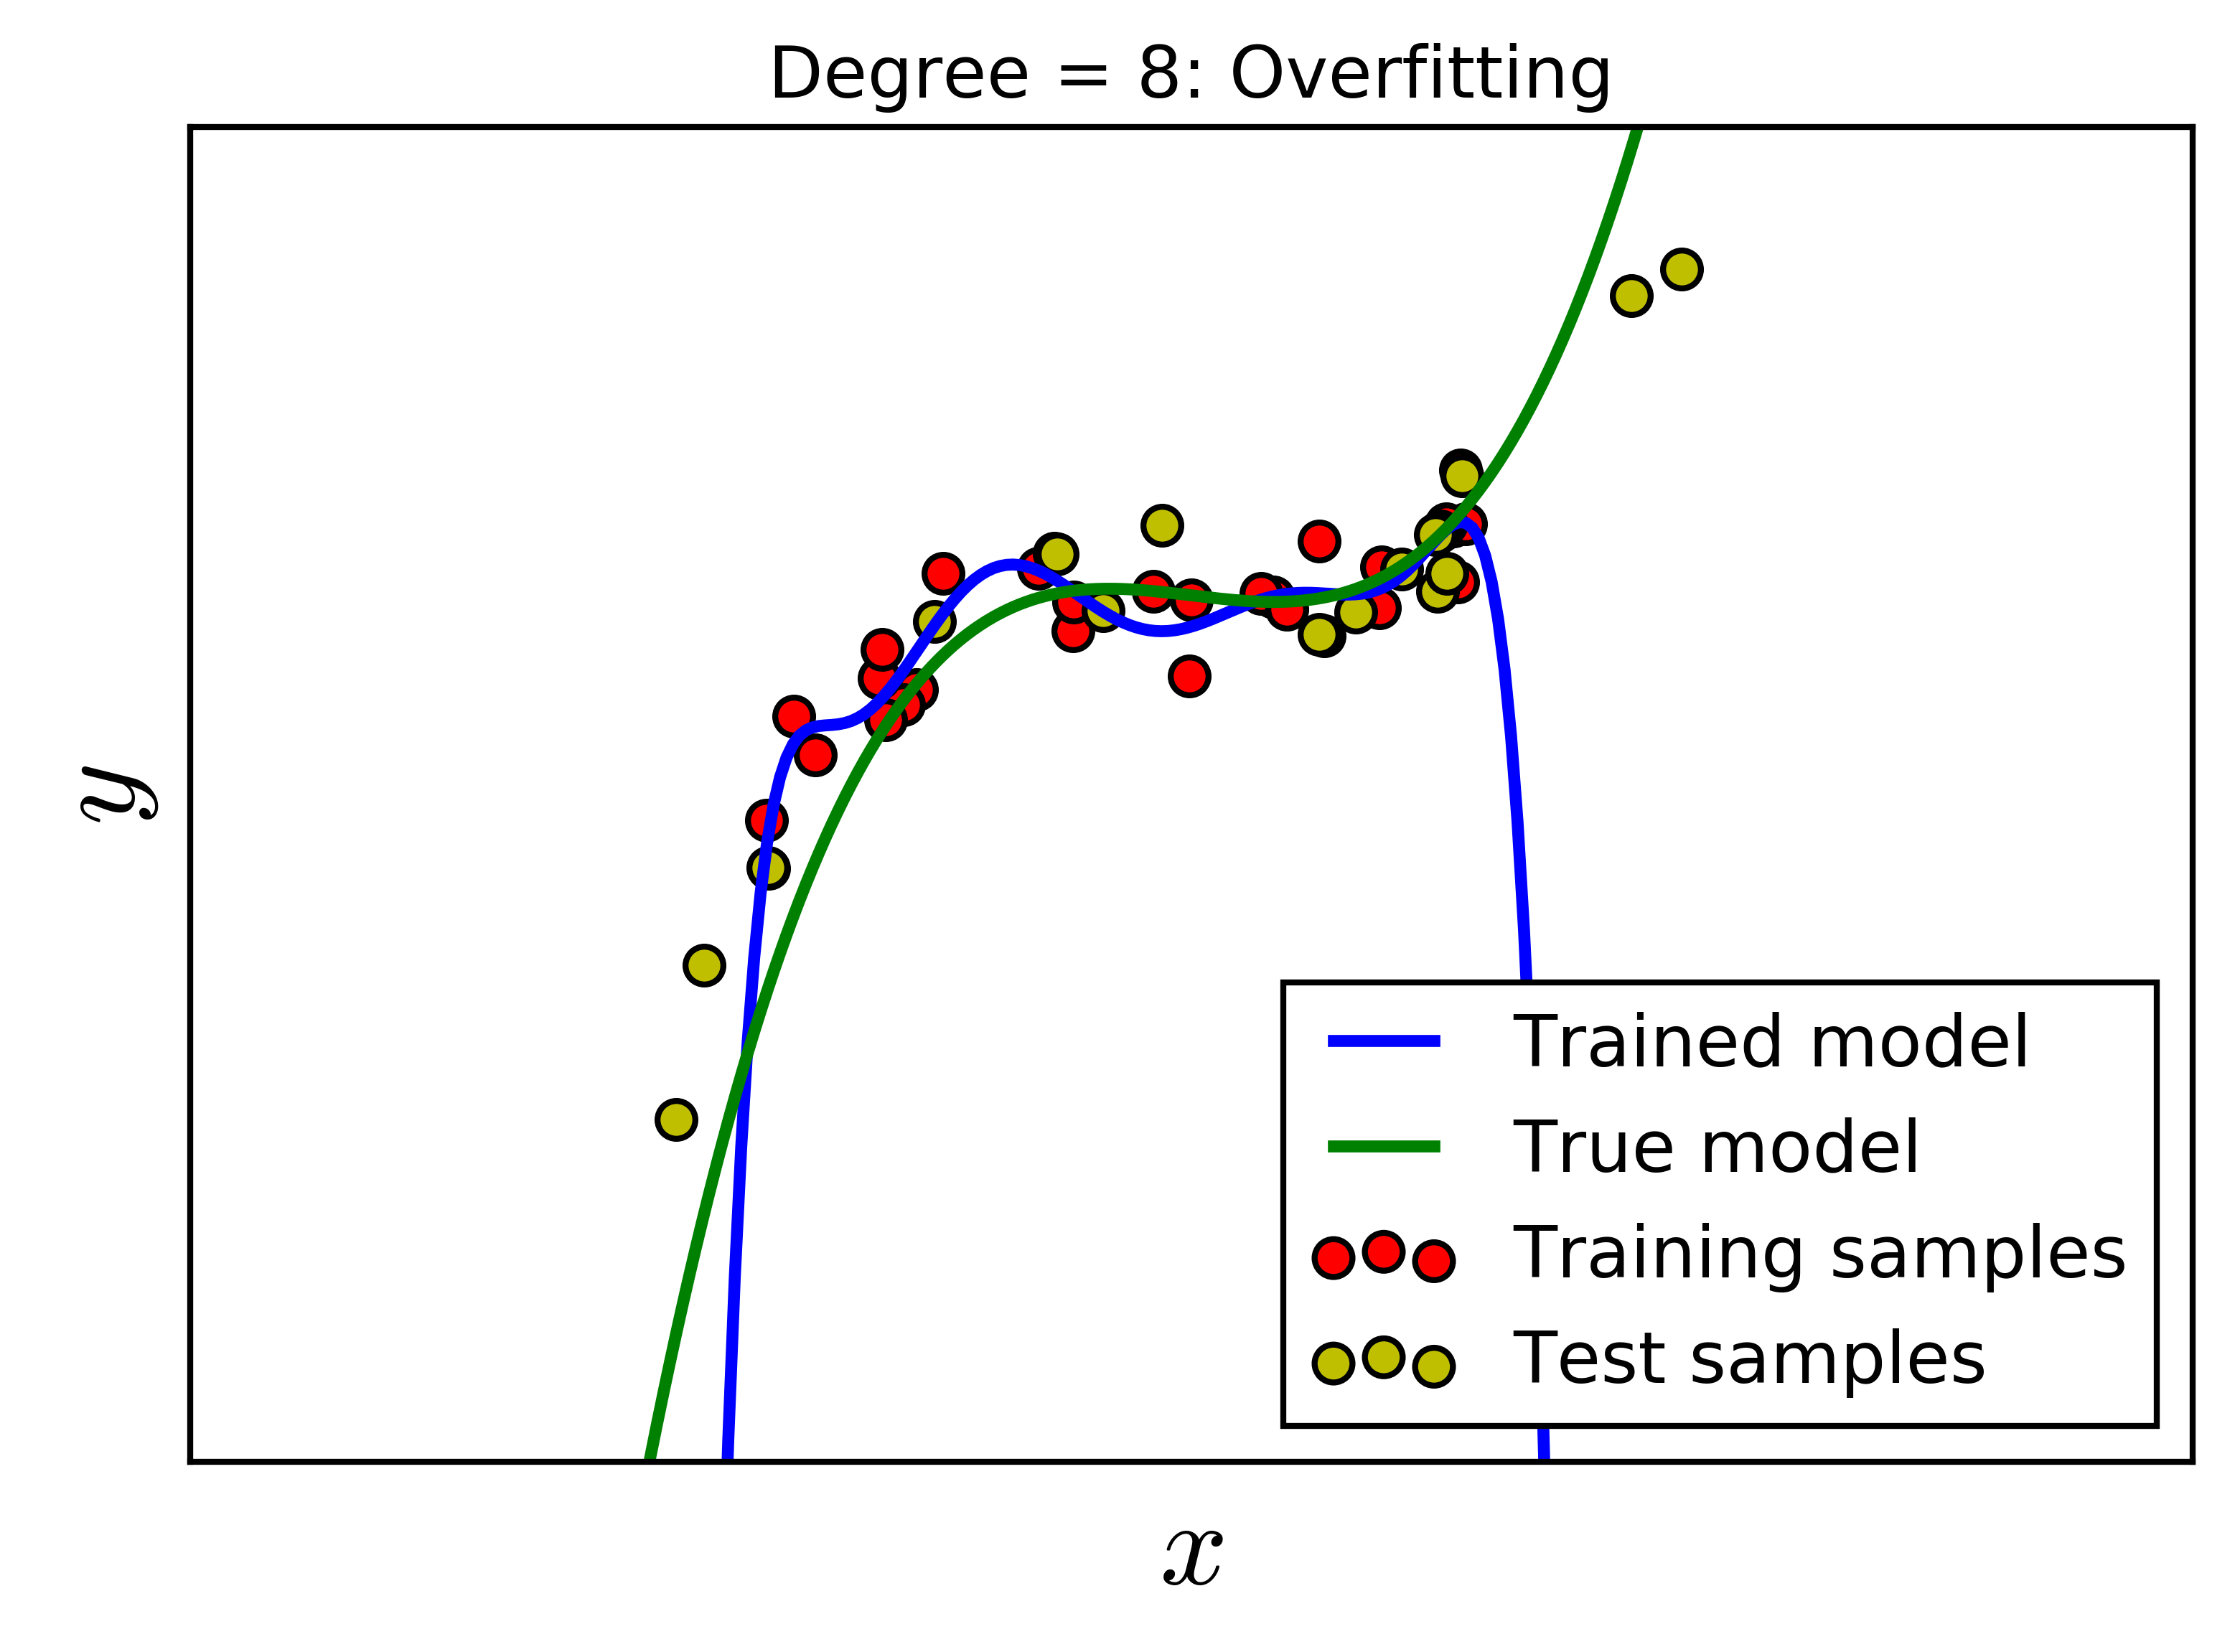 Degree = 8: Overfitting
y
Trained model
True model
Training samples
Test samples
x